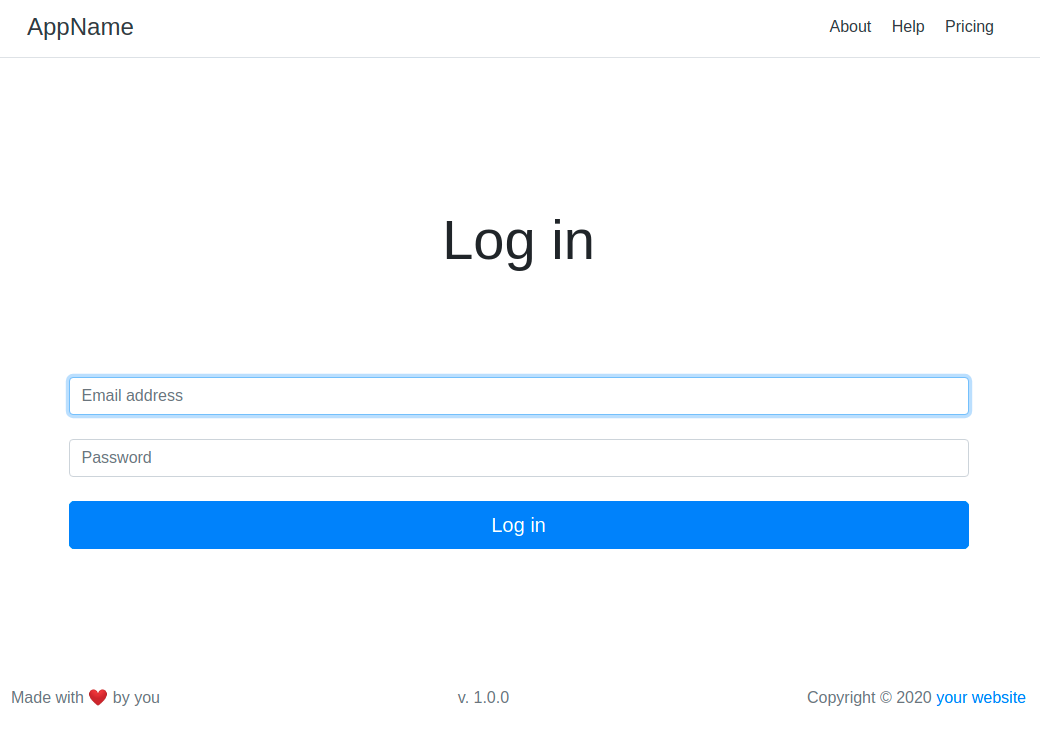 AppName
About Help Pricing
Log in
Email address
Password
Log in
Made with ❤️ by you
v. 1.0.0
Copyright © 2020 your website